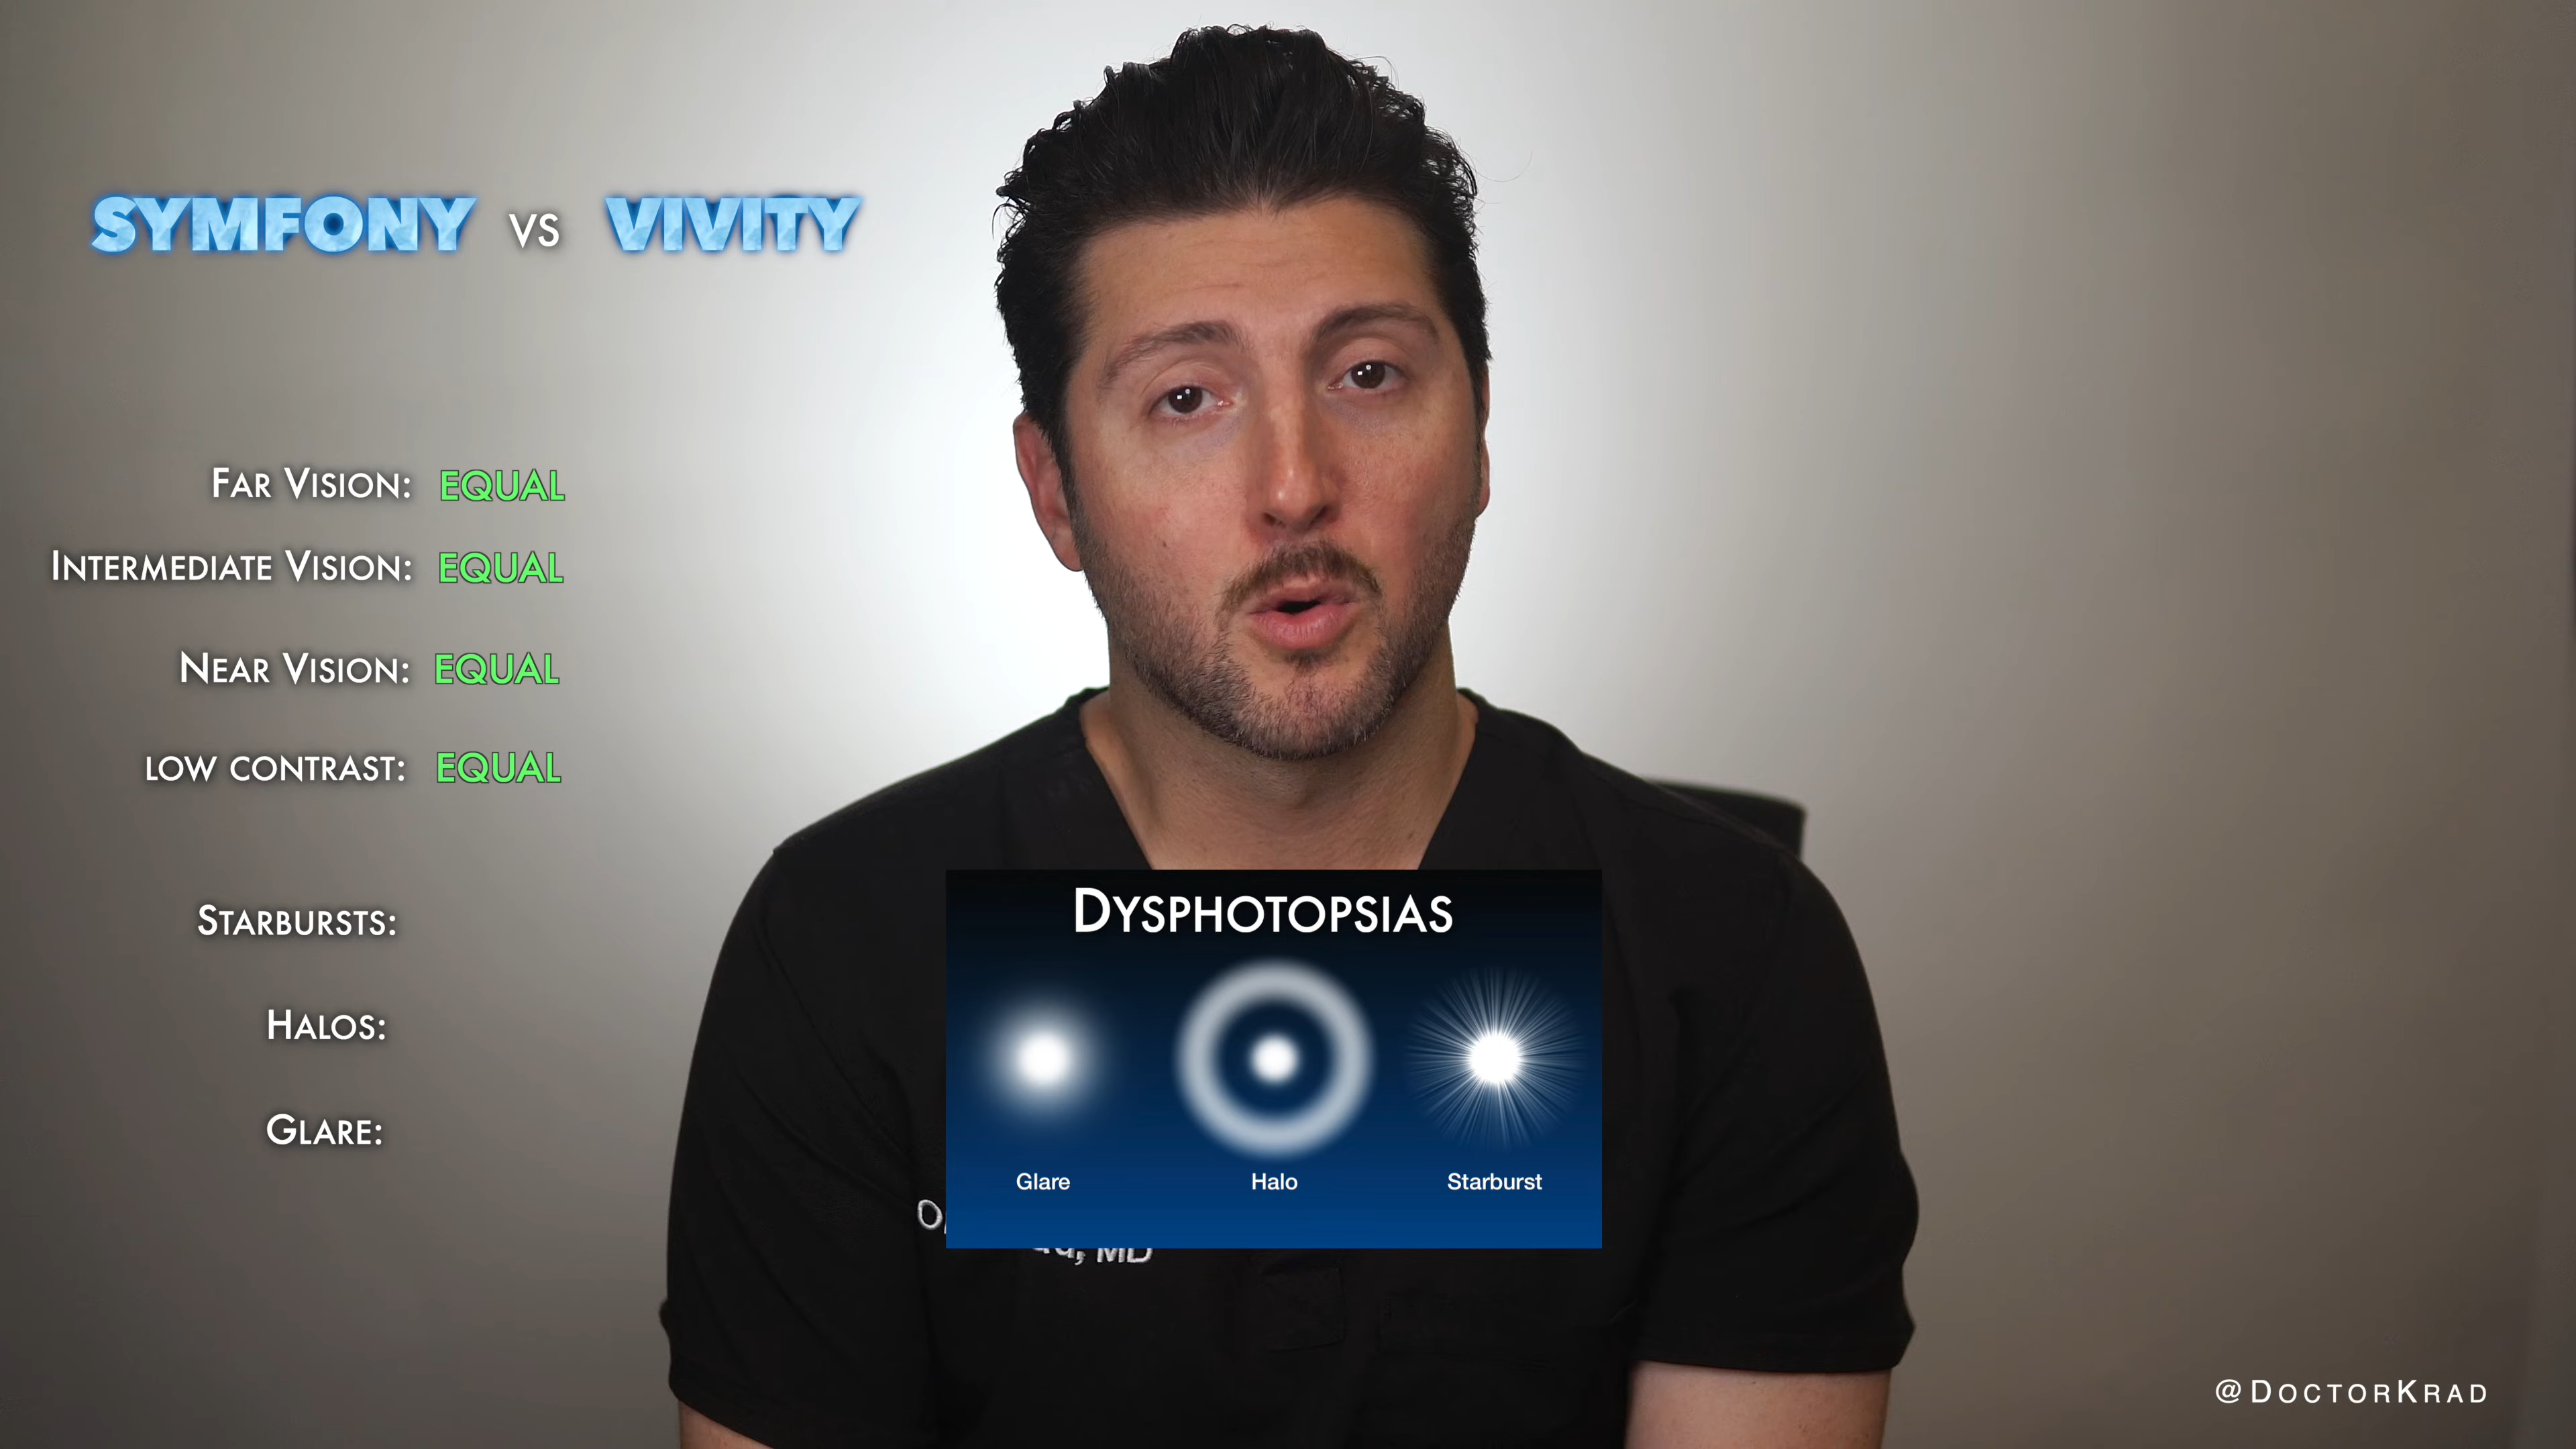 SYMFONY VS VIVITY
FAR VISION: EQUAL
INTERMEDIATE VISION: EQUAL
NEAR VISION: EQUAL
LOW CONTRAST: EQUAL
STARBURSTS:
HALOS:
GLARE:
DYSPHOTOPSIAS
Glare Halo Starburst
MD
@DOCTORKRAD